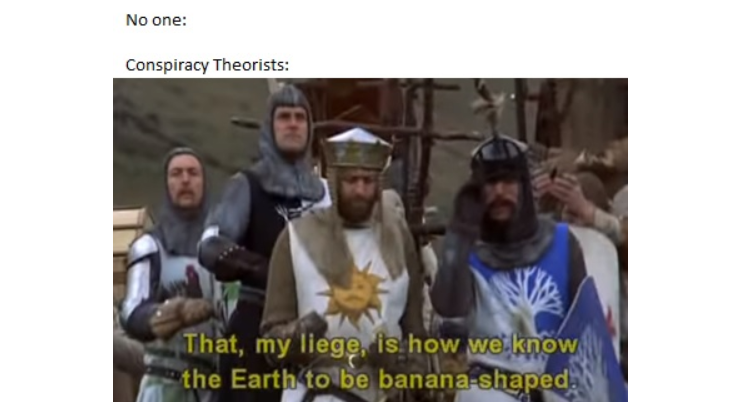 No one:
Conspiracy Theorists:
That, my liege, is how we know
the Earth to be banana-shaped.